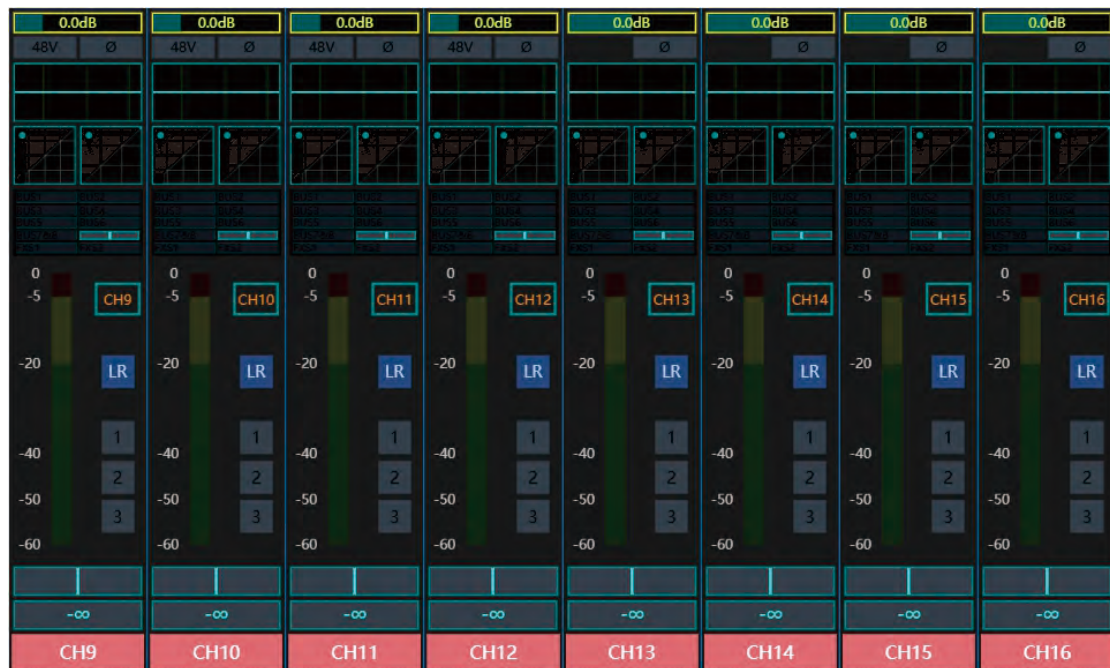 0.0dB 0.0dB 0.0dB 0.0dB 0.0dB 0.0dB 0.0dB 0.0dB
48V Ø 48V Ø 48V Ø 48V Ø Ø Ø Ø Ø
0 0 0 0 0 0 0 0
-5 CH9 -5 CH10 -5 CH11 -5 CH12 -5 CH13 -5 CH14 -5 CH15 -5 CH16
-20 LR -20 LR -20 LR -20 LR -20 LR -20 LR -20 LR -20 LR
1 1 1 1 1 1 1 1
-40 -40 -40 -40 -40 -40 -40 -40
2 2 2 2 2 2 2 2
-50 -50 -50 -50 -50 -50 -50 -50
3 3 3 3 3 3 3 3
-60 -60 -60 -60 -60 -60 -60 -60
-∞ -∞ -∞ -∞ -∞ -∞ -∞ -∞
CH9 CH10 CH11 CH12 CH13 CH14 CH15 CH16